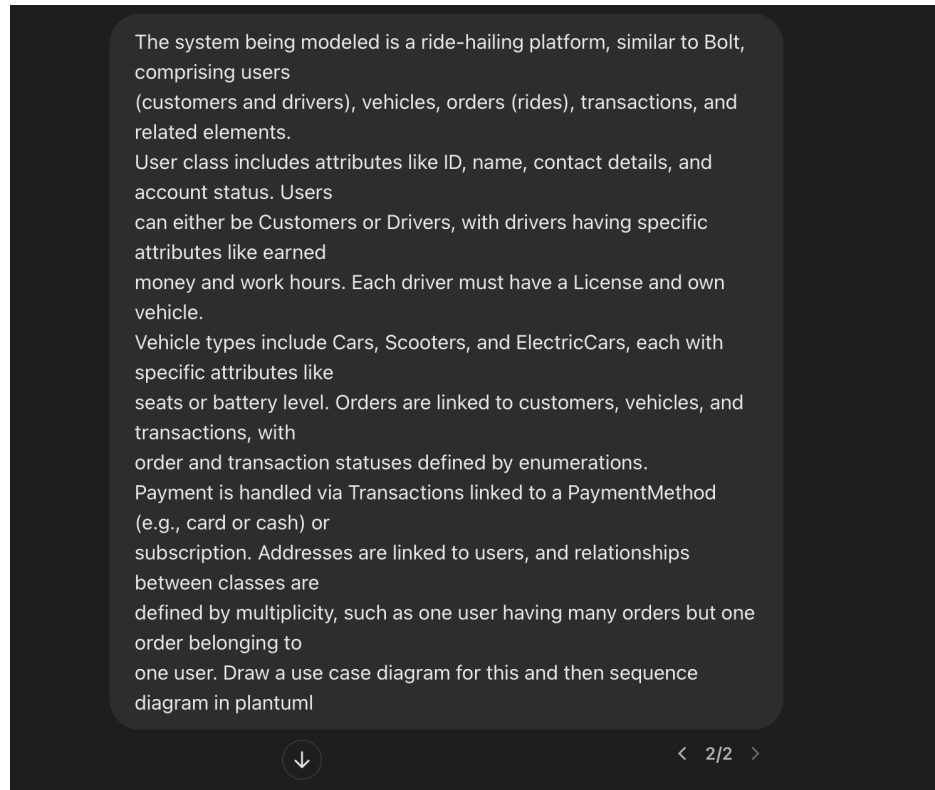 The system being modeled is a ride-hailing platform, similar to Bolt,
comprising users
(customers and drivers), vehicles, orders (rides), transactions, and
related elements.
User class includes attributes like ID, name, contact details, and
account status. Users
can either be Customers or Drivers, with drivers having specific
attributes like earned
money and work hours. Each driver must have a License and own
vehicle.
Vehicle types include Cars, Scooters, and ElectricCars, each with
specific attributes like
seats or battery level. Orders are linked to customers, vehicles, and
transactions, with
order and transaction statuses defined by enumerations.
Payment is handled via Transactions linked to a PaymentMethod
(e.g., card or cash) or
subscription. Addresses are linked to users, and relationships
between classes are
defined by multiplicity, such as one user having many orders but one
order belonging to
one user. Draw a use case diagram for this and then sequence
diagram in plantuml
2/2